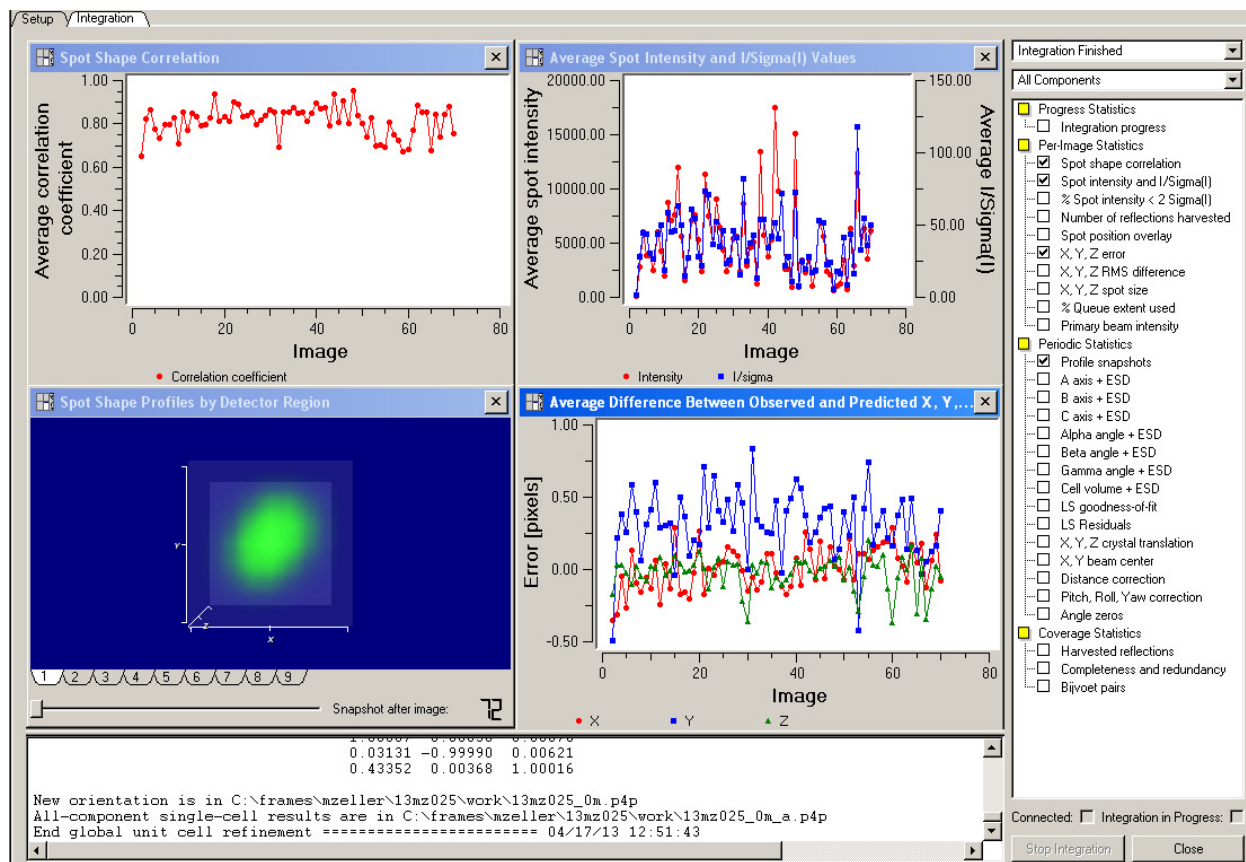 Setup Integration
Spot Shape Correlation
1.00
0.80
0.60
0.40
0.20
0.00
Average correlation
coefficient
0 20 40 60 80
Image
Correlation coefficient
Average Spot Intensity and I/Sigma(I) Values
20000.00
15000.00
10000.00
5000.00
0.00
Average spot intensity
150.00
100.00
50.00
0.00
Average I/Sigma(I)
0 20 40 60 80
Image
Intensity I/sigma
Spot Shape Profiles by Detector Region
Y
Z
X
1 2 3 4 5 6 7 8 9
Snapshot after image: 72
Average Difference Between Observed and Predicted X, Y,...
1.00
0.50
0.00
-0.50
Error [pixels]
0 20 40 60 80
Image
X Y Z
0.03131 -0.99990 0.00621
0.43352 0.00368 1.00016
New orientation is in C:\frames\mzeller\13mz025\work\13mz025_0m.p4p
All-component single-cell results are in C:\frames\mzeller\13mz025\work\13mz025_0m_a.p4p
End global unit cell refinement ======================== 04/17/13 12:51:43
Integration Finished
All Components
Progress Statistics
Integration progress
Per-Image Statistics
Spot shape correlation
Spot intensity and I/Sigma(I)
% Spot intensity < 2 Sigma(I)
Number of reflections harvested
Spot position overlay
X, Y, Z error
X, Y, Z RMS difference
X, Y, Z spot size
% Queue extent used
Primary beam intensity
Periodic Statistics
Profile snapshots
A axis + ESD
B axis + ESD
C axis + ESD
Alpha angle + ESD
Beta angle + ESD
Gamma angle + ESD
Cell volume + ESD
LS goodness-of-fit
LS Residuals
X, Y, Z crystal translation
X, Y beam center
Distance correction
Pitch, Roll, Yaw correction
Angle zeros
Coverage Statistics
Harvested reflections
Completeness and redundancy
Bijvoet pairs
Connected: Integration in Progress:
Stop Integration Close